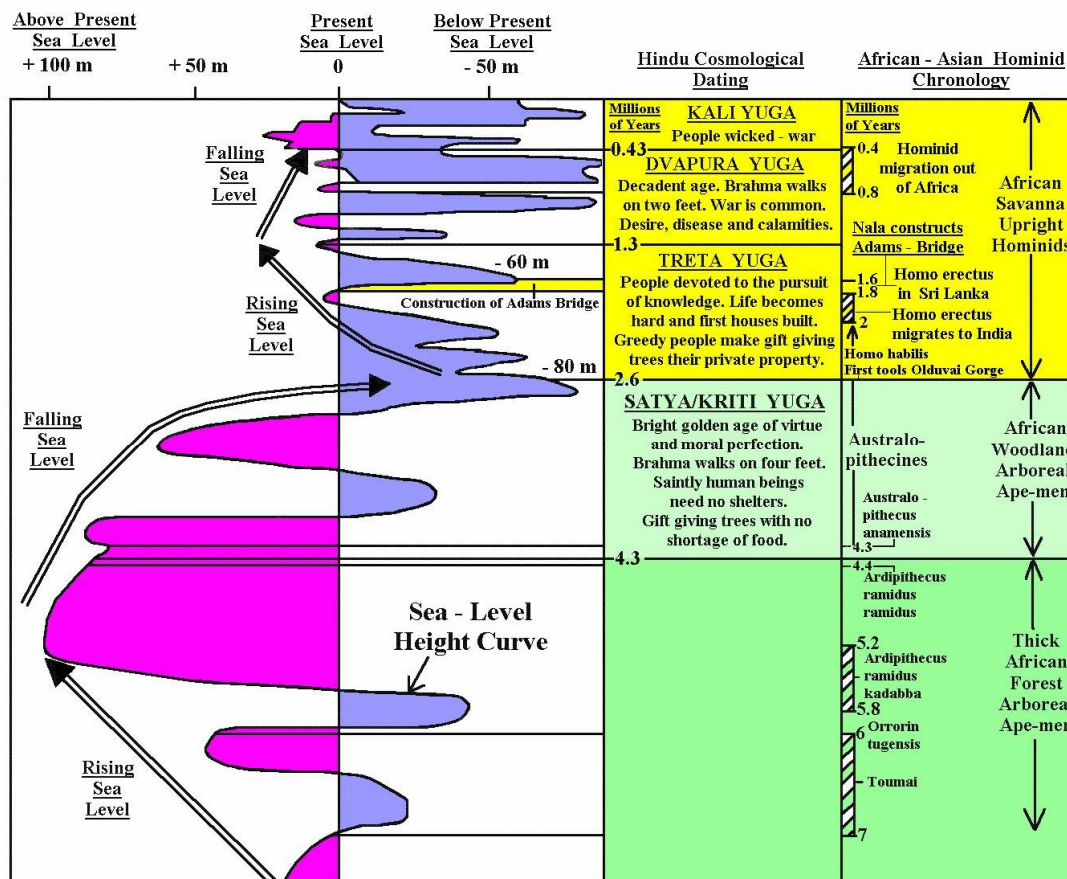 Above Present
Sea Level
+ 100 m
+ 50 m
Present
Sea Level
0
Below Present
Sea Level
- 50 m
Hindu Cosmological
Dating
African - Asian Hominid
Chronology
Falling
Sea
Level
Rising
Sea
Level
Falling
Sea
Level
Rising
Sea
Level
- 60 m
Construction of Adams Bridge
- 80 m
Sea - Level
Height Curve
Millions
of Years
KALI YUGA
People wicked - war
0.43
DVAPURA YUGA
Decadent age. Brahma walks
on two feet. War is common.
Desire, disease and calamities.
1.3
TRETA YUGA
People devoted to the pursuit
of knowledge. Life becomes
hard and first houses built.
Greedy people make gift giving
trees their private property.
2.6
SATYA/KRITI YUGA
Bright golden age of virtue
and moral perfection.
Brahma walks on four feet.
Saintly human beings
need no shelters.
Gift giving trees with no
shortage of food.
4.3
Millions
of Years
0.4
Hominid
migration out
of Africa
0.8
Nala constructs
Adams - Bridge
1.6
Homo erectus
in Sri Lanka
1.8
Homo erectus
migrates to India
2
Homo habilis
First tools Olduvai Gorge
Australo-
pithecines
Australo -
pithecus
anamensis
4.3
4.4
Ardipithecus
ramidus
ramidus
5.2
Ardipithecus
ramidus
kadabba
5.8
6
Orrorin
tugensis
Toumai
7
African
Savanna
Upright
Hominids
African
Woodland
Arboreal
Ape-men
Thick
African
Forest
Arboreal
Ape-men